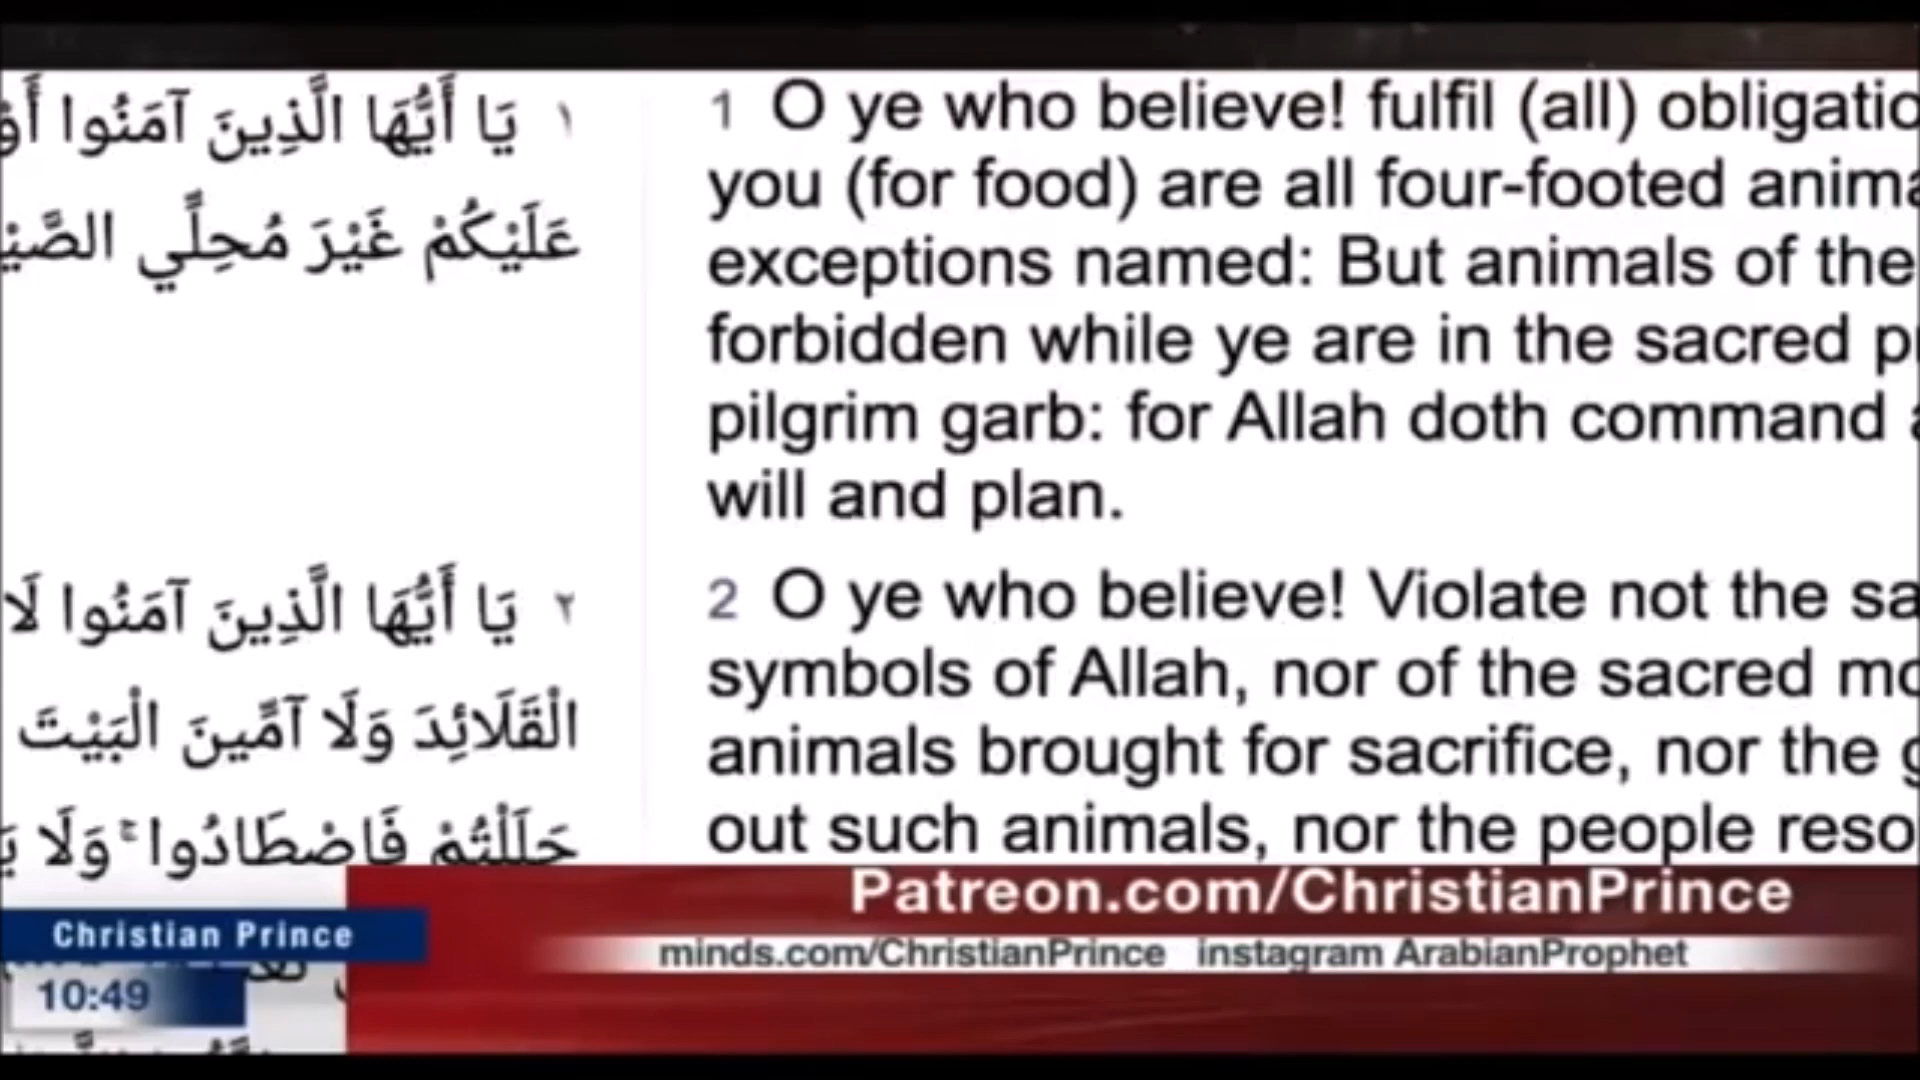 ١ يَا أَيُّهَا الَّذِينَ آمَنُوا
عَلَيْكُمْ غَيْرَ مُحِلِّي
٢ يَا أَيُّهَا الَّذِينَ آمَنُوا لَا
الْقَلَائِدَ وَلَا آمِّينَ الْبَيْتَ
حَلَلْتُمْ فَاصْطَادُوا ۚ وَلَا
1 O ye who believe! fulfil (all)
you (for food) are all four-footed
exceptions named: But animals of the
forbidden while ye are in the sacred
pilgrim garb: for Allah doth command
will and plan.
2 O ye who believe! Violate not the
symbols of Allah, nor of the sacred
animals brought for sacrifice, nor the
out such animals, nor the people
Patreon.com/ChristianPrince
minds.com/ChristianPrince instagram ArabianProphet
Christian Prince
10:49